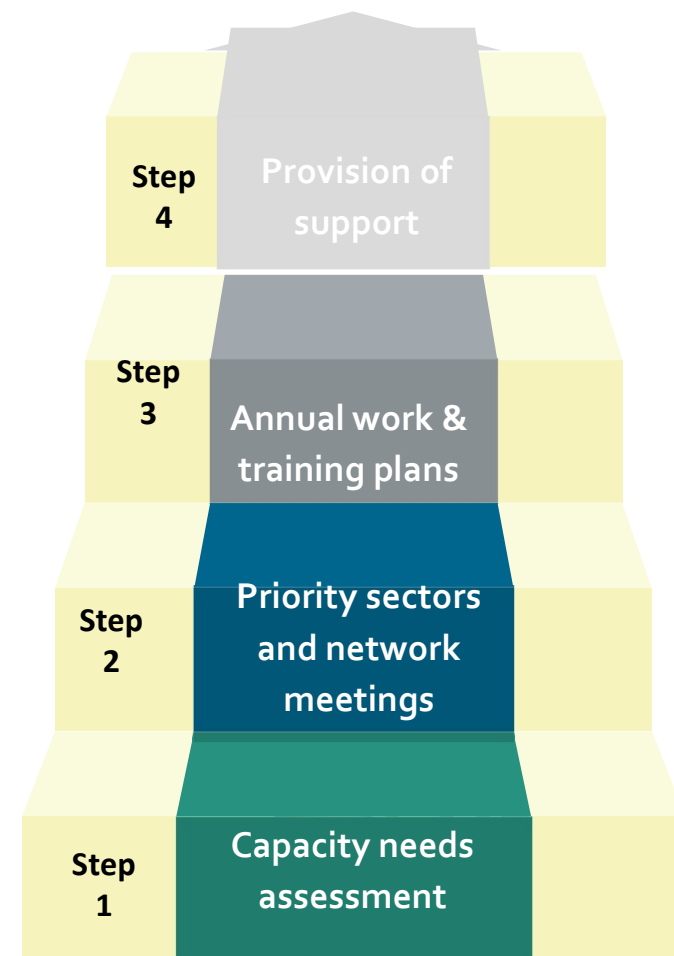 Step
4
Provision of
support
Step
3
Annual work &
training plans
Step
2
Priority sectors
and network
meetings
Step
1
Capacity needs
assessment